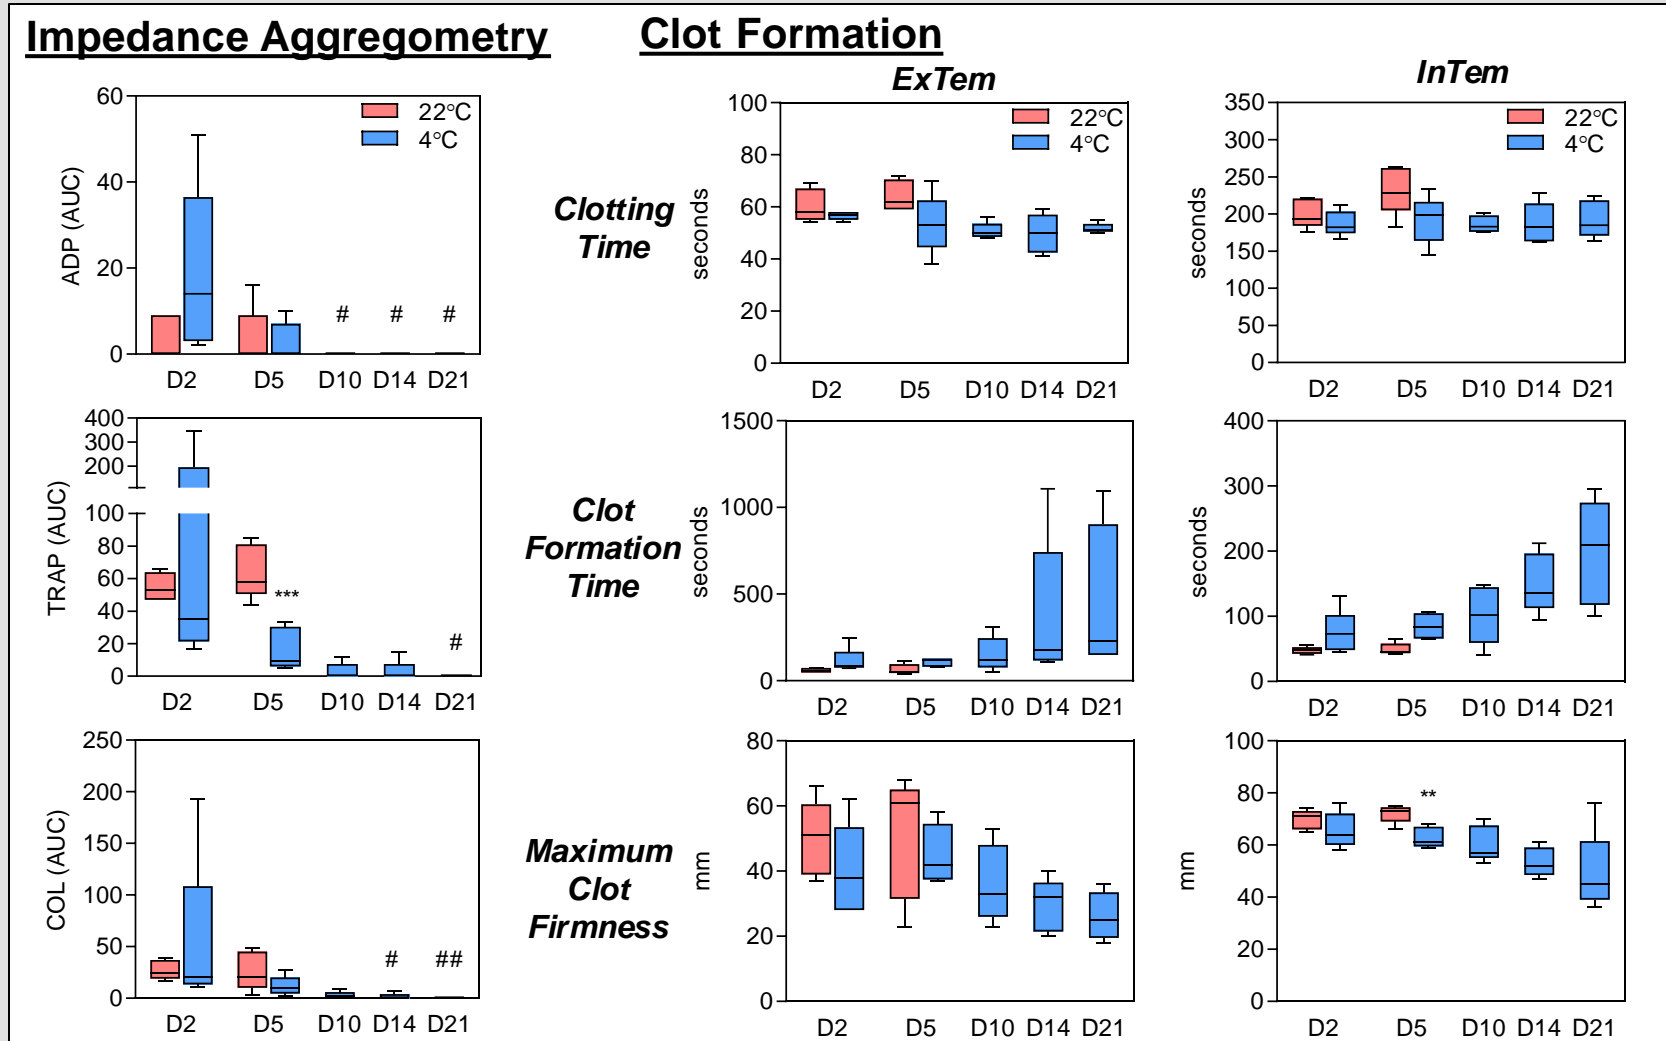 Impedance Aggregometry
Clot Formation
ExTem
InTem
60
40
20
0
ADP (AUC)
22°C
4°C
# # #
D2 D5 D10 D14 D21
Clotting
Time
100
80
60
40
20
0
seconds
22°C
4°C
D2 D5 D10 D14 D21
350
300
250
200
150
100
50
0
seconds
22°C
4°C
D2 D5 D10 D14 D21
400
300
200
100
80
60
40
20
0
TRAP (AUC)
***
#
D2 D5 D10 D14 D21
Clot
Formation
Time
1500
1000
500
0
seconds
D2 D5 D10 D14 D21
400
300
200
100
0
seconds
D2 D5 D10 D14 D21
250
200
150
100
50
0
COL (AUC)
# ##
D2 D5 D10 D14 D21
Maximum
Clot
Firmness
80
60
40
20
0
mm
D2 D5 D10 D14 D21
100
80
60
40
20
0
mm
**
D2 D5 D10 D14 D21